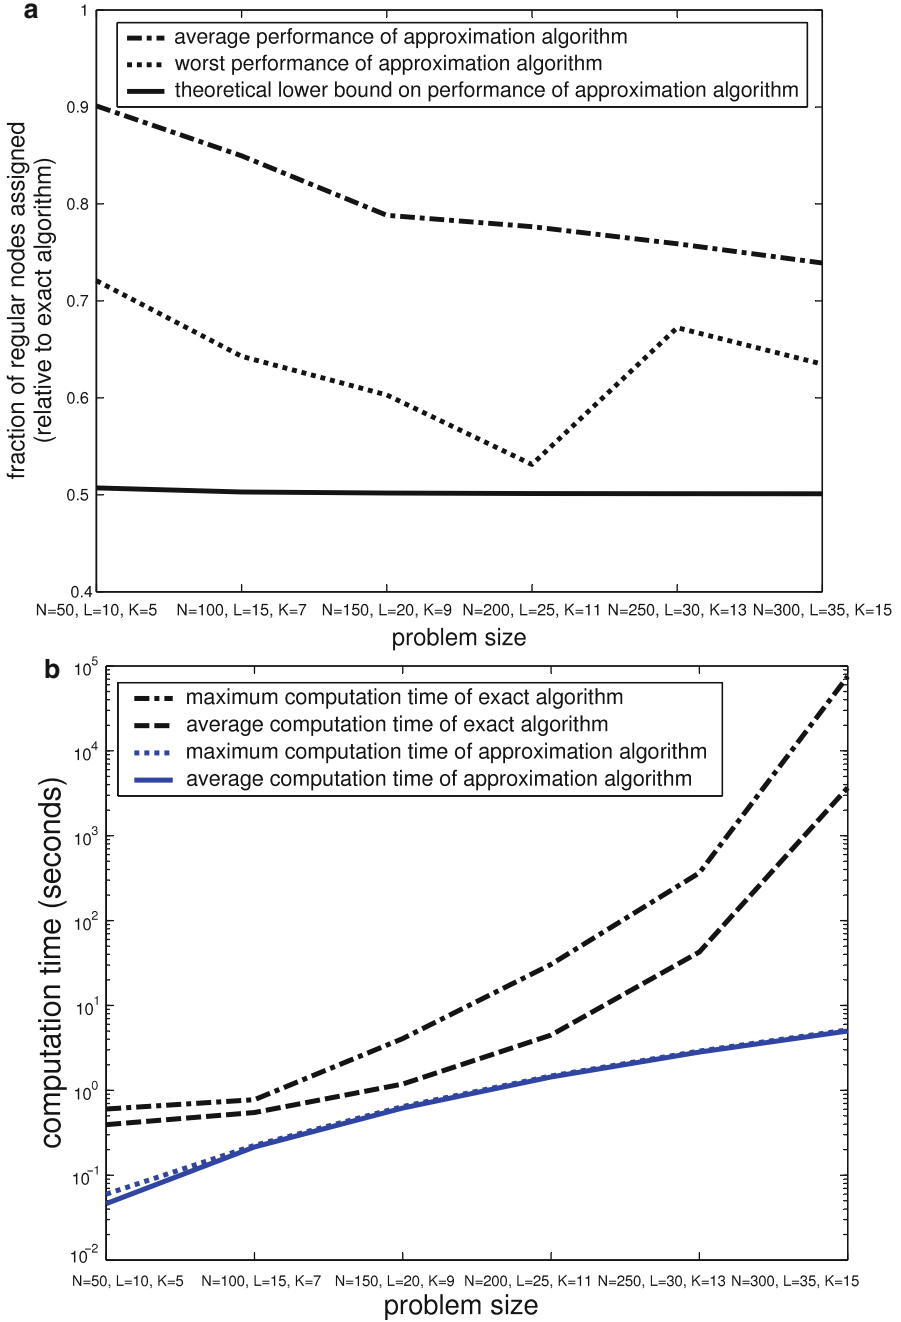 a
1
average performance of approximation algorithm
worst performance of approximation algorithm
theoretical lower bound on performance of approximation algorithm
0.9
0.8
0.7
0.6
0.5
0.4
fraction of regular nodes assigned
(relative to exact algorithm)
N=50, L=10, K=5 N=100, L=15, K=7 N=150, L=20, K=9 N=200, L=25, K=11 N=250, L=30, K=13 N=300, L=35, K=15
problem size
b
10^5
maximum computation time of exact algorithm
average computation time of exact algorithm
maximum computation time of approximation algorithm
average computation time of approximation algorithm
10^4
10^3
10^2
10^1
10^0
10^−1
10^−2
computation time (seconds)
N=50, L=10, K=5 N=100, L=15, K=7 N=150, L=20, K=9 N=200, L=25, K=11 N=250, L=30, K=13 N=300, L=35, K=15
problem size